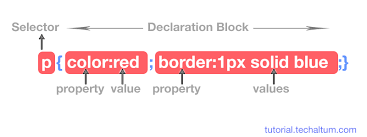 Selector Declaration Block
p { color:red ; border:1px solid blue ;}
property value property values
tutorial.techaltum.com